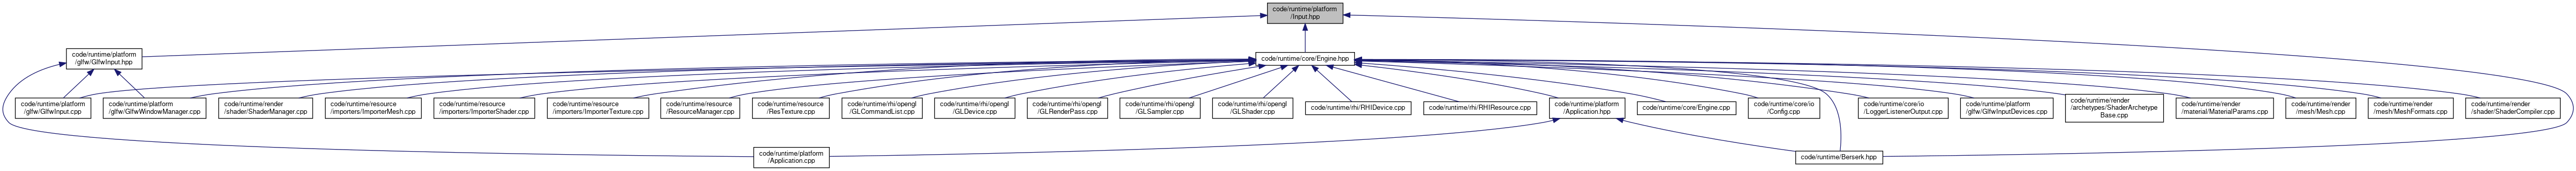 code/runtime/platform
/Input.hpp
code/runtime/platform
/glfw/GlfwInput.hpp
code/runtime/core/Engine.hpp
code/runtime/platform
/glfw/GlfwInput.cpp
code/runtime/platform
/glfw/GlfwWindowManager.cpp
code/runtime/render
/shader/ShaderManager.cpp
code/runtime/resource
/importers/ImporterMesh.cpp
code/runtime/resource
/importers/ImporterShader.cpp
code/runtime/resource
/importers/ImporterTexture.cpp
code/runtime/resource
/ResourceManager.cpp
code/runtime/resource
/ResTexture.cpp
code/runtime/rhi/opengl
/GLCommandList.cpp
code/runtime/rhi/opengl
/GLDevice.cpp
code/runtime/rhi/opengl
/GLRenderPass.cpp
code/runtime/rhi/opengl
/GLSampler.cpp
code/runtime/rhi/opengl
/GLShader.cpp
code/runtime/rhi/RHIDevice.cpp
code/runtime/rhi/RHIResource.cpp
code/runtime/platform
/Application.hpp
code/runtime/core/Engine.cpp
code/runtime/core/io
/Config.cpp
code/runtime/core/io
/LoggerListenerOutput.cpp
code/runtime/platform
/glfw/GlfwInputDevices.cpp
code/runtime/render
/archetypes/ShaderArchetype
Base.cpp
code/runtime/render
/material/MaterialParams.cpp
code/runtime/render
/mesh/Mesh.cpp
code/runtime/render
/mesh/MeshFormats.cpp
code/runtime/render
/shader/ShaderCompiler.cpp
code/runtime/platform
/Application.cpp
code/runtime/Berserk.hpp